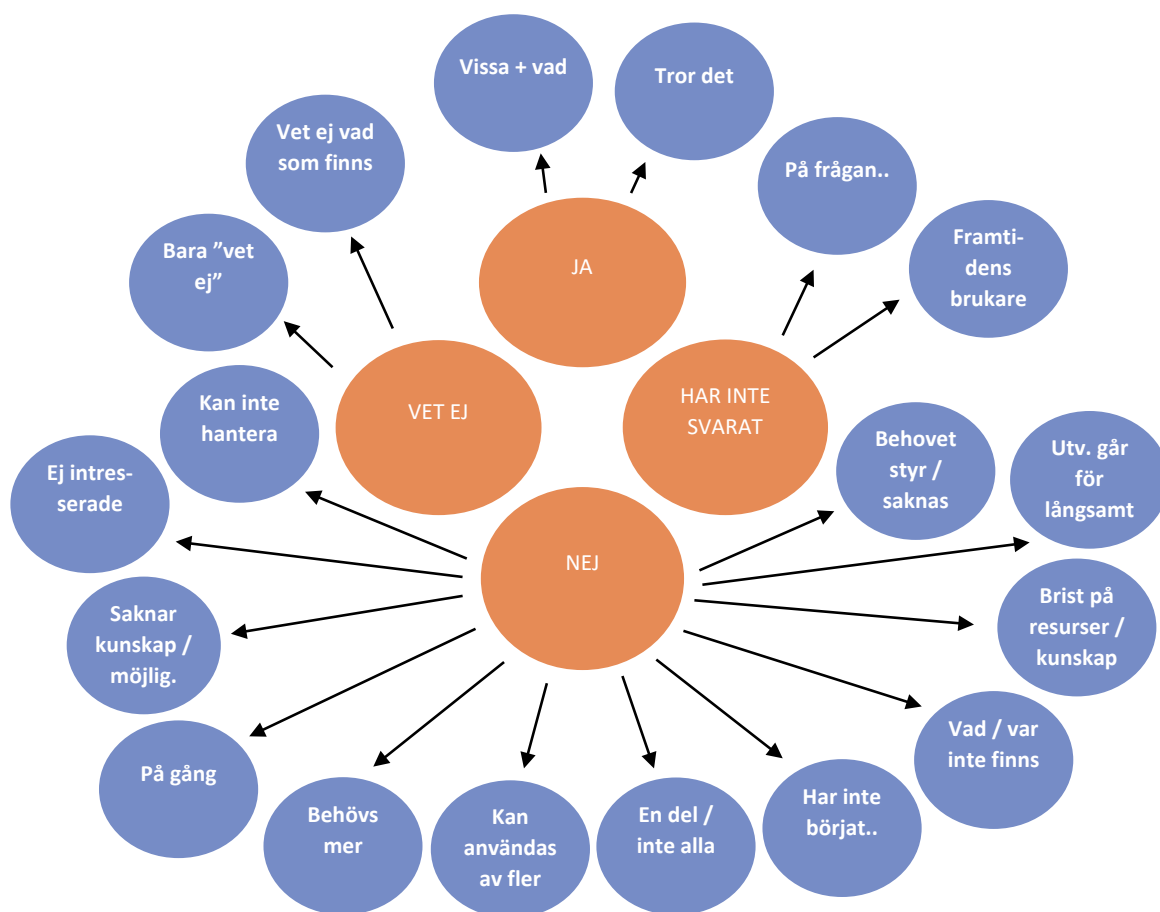 Vissa + vad
Tror det
Vet ej vad
som finns
På frågan..
Bara ”vet
ej”
Framti-
dens
brukare
JA
Kan inte
hantera
VET EJ
HAR INTE
SVARAT
Ej intres-
serade
Behovet
styr /
saknas
Utv. går
för
långsamt
NEJ
Saknar
kunskap /
möjlig.
Brist på
resurser /
kunskap
På gång
Vad / var
inte finns
Behövs
mer
Kan
användas
av fler
En del /
inte alla
Har inte
börjat..